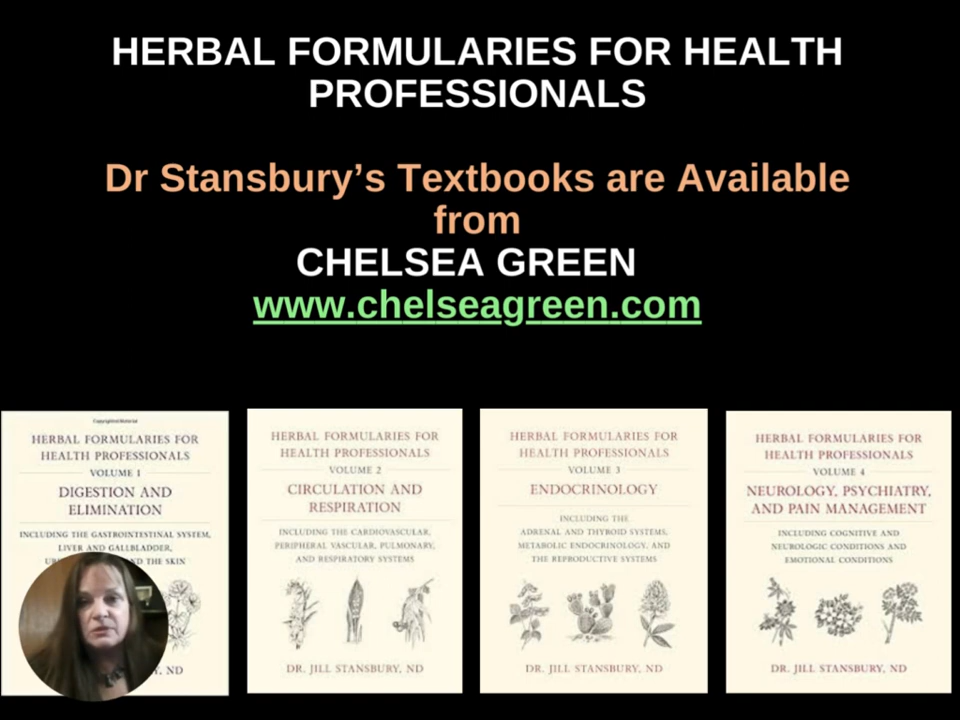 HERBAL FORMULARIES FOR HEALTH
PROFESSIONALS
Dr Stansbury’s Textbooks are Available
from
CHELSEA GREEN
www.chelseagreen.com
Copyrighted Material
HERBAL FORMULARIES FOR
HEALTH PROFESSIONALS
VOLUME 1
DIGESTION AND
ELIMINATION
INCLUDING THE GASTROINTESTINAL SYSTEM,
LIVER AND GALLBLADDER,
AND THE SKIN
ND
HERBAL FORMULARIES FOR
HEALTH PROFESSIONALS
VOLUME 2
CIRCULATION AND
RESPIRATION
INCLUDING THE CARDIOVASCULAR,
PERIPHERAL VASCULAR, PULMONARY,
AND RESPIRATORY SYSTEMS
DR. JILL STANSBURY, ND
HERBAL FORMULARIES FOR
HEALTH PROFESSIONALS
VOLUME 3
ENDOCRINOLOGY
INCLUDING THE
ADRENAL AND THYROID SYSTEMS,
METABOLIC ENDOCRINOLOGY, AND
THE REPRODUCTIVE SYSTEMS
DR. JILL STANSBURY, ND
HERBAL FORMULARIES FOR
HEALTH PROFESSIONALS
VOLUME 4
NEUROLOGY, PSYCHIATRY,
AND PAIN MANAGEMENT
INCLUDING COGNITIVE AND
NEUROLOGIC CONDITIONS AND
EMOTIONAL CONDITIONS
DR. JILL STANSBURY, ND